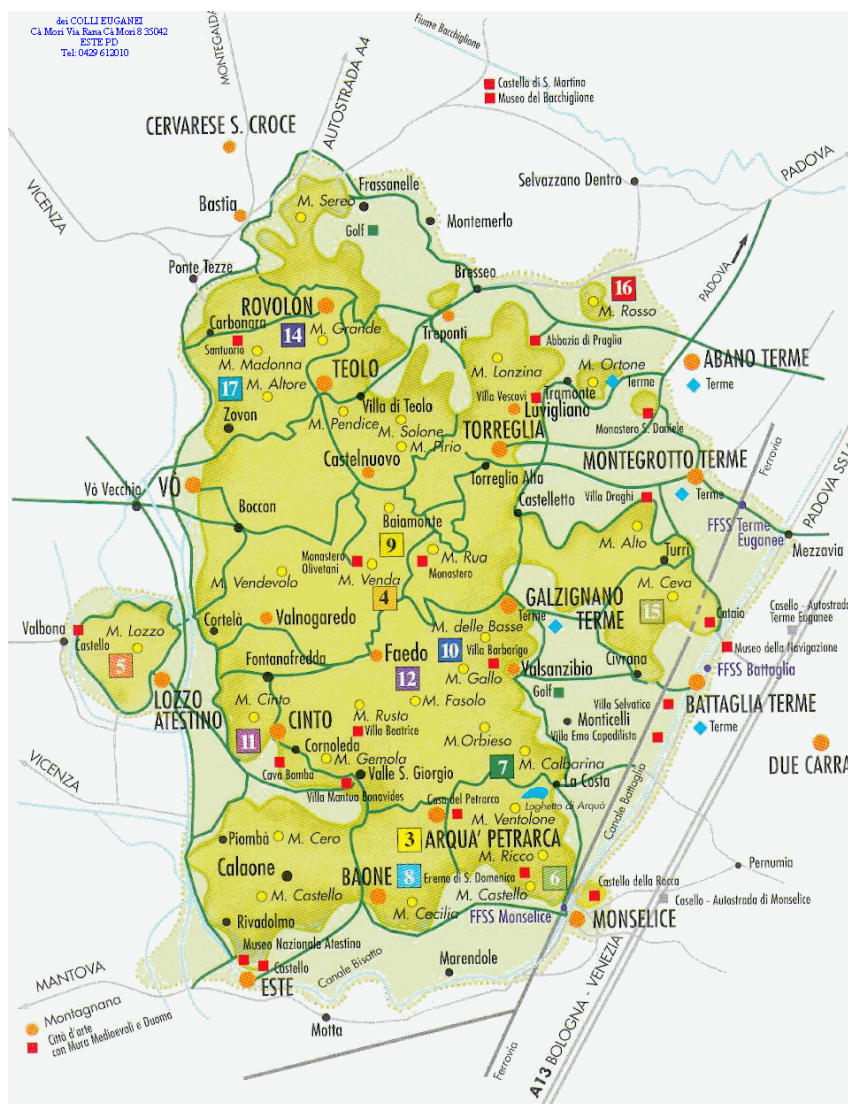 dei COLLI EUGANEI
Cà Mori Via Rana Cà Mori 8 35042
ESTE PD
Tel: 0429 612010
MONTEGALDA
AUTOSTRADA A4
Fiume Bacchiglione
Castello di S. Martino
Museo del Bacchiglione
CERVARESE S. CROCE
PADOVA
VICENZA
Frassanelle
Selvazzano Dentro
M. Sereo
Bastia
Montemerlo
Golf
Ponte Tezze
Bresseo
PADOVA
16
ROVOLON
M. Rosso
Carbonara
14
M. Grande
Treponti
Santuario
Abbazia di Praglia
M. Madonna
M. Lonzina
M. Ortone
ABANO TERME
17
TEOLO
M. Altore
Terme
Terme
Villa Vescovi
Tramonte
Villa di Teolo
Luvigliano
Zovon
M. Pendice
M. Solone
TORREGLIA
Monastero S. Daniele
M. Pirio
Ferrovia
Castelnuovo
MONTEGROTTO TERME
Torreglia Alta
PADOVA SS16
Vò Vecchio
VO
Villa Draghi
Terme
Boccon
Castelletto
Baiamonte
FFSS Terme
Euganee
9
M. Alto
Mezzavia
Monastero
Olivetani
M. Rua
Turri
M. Venda
Monastero
M. Vendevolo
M. Ceva
4
GALZIGNANO
TERME
15
Valnogaredo
Terme
Cataio
Casello - Autostrada
Terme Euganee
Cortelà
M. delle Basse
Valbona
M. Lozzo
Castello
Museo della Navigazione
10
Villa Barbarigo
Faedo
5
Fontanafredda
Civrana
FFSS Battaglia
12
M. Gallo
Valsanzibio
LOZZO
ATESTINO
M. Cinto
M. Fasolo
Golf
Villa Selvatico
BATTAGLIA TERME
M. Rusta
CINTO
Monticelli
Terme
11
Villa Beatrice
M.Orbieso
Villa Emo Capodilista
Cornoleda
DUE CARRA
VICENZA
M. Gemola
M. Calbarina
Cava Bomba
7
Valle S. Giorgio
La Costa
Villa Mantua Bonavides
Laghetto di Arquà
Canale Battaglia
Casa del Petrarca
M. Ventolone
Piombà
M. Cero
3
ARQUA' PETRARCA
M. Ricco
Pernumia
Calaone
8
Eremo di S. Domenica
6
BAONE
M. Castello
Castello della Rocca
M. Castello
Casello - Autostrada di Monselice
M. Cecilia
FFSS Monselice
MONSELICE
Rivadolmo
Museo Nazionale Atestino
Castello
Canale Bisatto
Marendole
MANTOVA
ESTE
Montagnana
Città d'arte
con Mura Medioevali e Duomo
Motta
Ferrovia
A13 BOLOGNA - VENEZIA